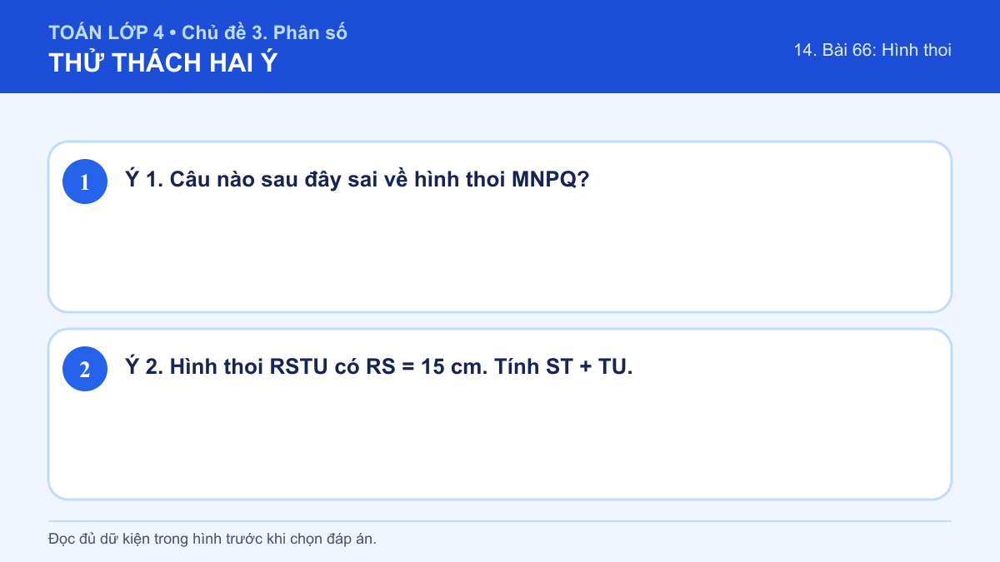 TOÁN LỚP 4 • Chủ đề 3. Phân số
THỬ THÁCH HAI Ý
14. Bài 66: Hình thoi
1
Ý 1. Câu nào sau đây sai về hình thoi MNPQ?
2
Ý 2. Hình thoi RSTU có RS = 15 cm. Tính ST + TU.
Đọc đủ dữ kiện trong hình trước khi chọn đáp án.